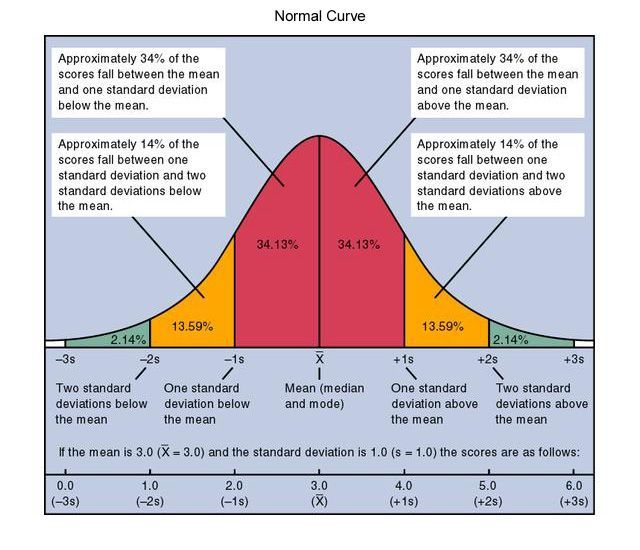 Normal Curve
Approximately 34% of the
scores fall between the mean
and one standard deviation
below the mean.
Approximately 34% of the
scores fall between the mean
and one standard deviation
above the mean.
Approximately 14% of the
scores fall between one
standard deviation and two
standard deviations below
the mean.
Approximately 14% of the
scores fall between one
standard deviation and two
standard deviations above
the mean.
34.13%
34.13%
13.59%
13.59%
2.14%
2.14%
–3s –2s –1s X̅ +1s +2s +3s
Two standard
deviations below
the mean
One standard
deviation below
the mean
Mean (median
and mode)
One standard
deviation above
the mean
Two standard
deviations above
the mean
If the mean is 3.0 (X̅ = 3.0) and the standard deviation is 1.0 (s = 1.0) the scores are as follows:
0.0 1.0 2.0 3.0 4.0 5.0 6.0
(–3s) (–2s) (–1s) (X̅) (+1s) (+2s) (+3s)